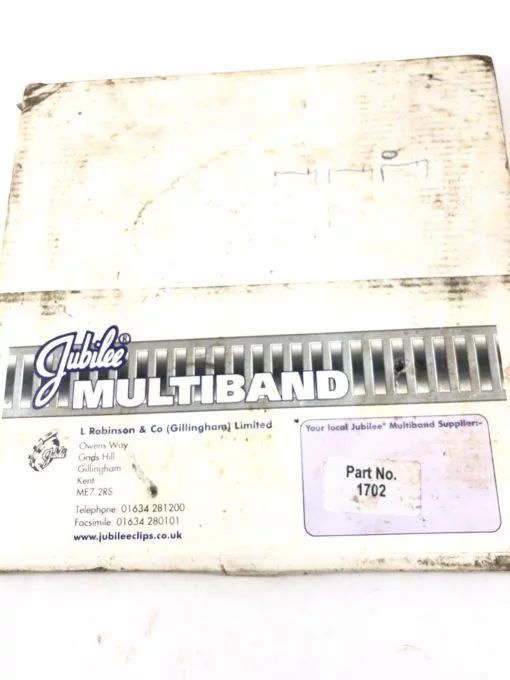 Jubilee®
MULTIBAND
L Robinson & Co (Gillingham) Limited
Owens Way
Gads Hill
Gillingham
Kent
ME7 2RS
Telephone: 01634 281200
Facsimile: 01634 280101
www.jubileeclips.co.uk
Your local Jubilee® Multiband Supplier:-
Part No.
1702